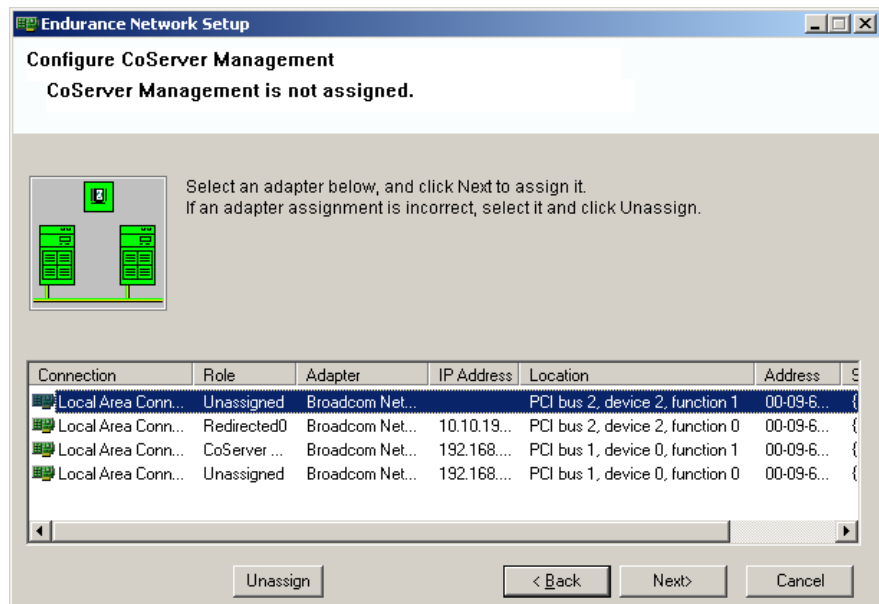 Endurance Network Setup
Configure CoServer Management
CoServer Management is not assigned.
Select an adapter below, and click Next to assign it.
If an adapter assignment is incorrect, select it and click Unassign.
Connection Role Adapter IP Address Location Address
Local Area Conn... Unassigned Broadcom Net... PCI bus 2, device 2, function 1 00-09-6... {
Local Area Conn... Redirected0 Broadcom Net... 10.10.19... PCI bus 2, device 2, function 0 00-09-6... {
Local Area Conn... CoServer ... Broadcom Net... 192.168.... PCI bus 1, device 0, function 1 00-09-6... {
Local Area Conn... Unassigned Broadcom Net... 192.168.... PCI bus 1, device 0, function 0 00-09-6... {
Unassign < Back Next> Cancel